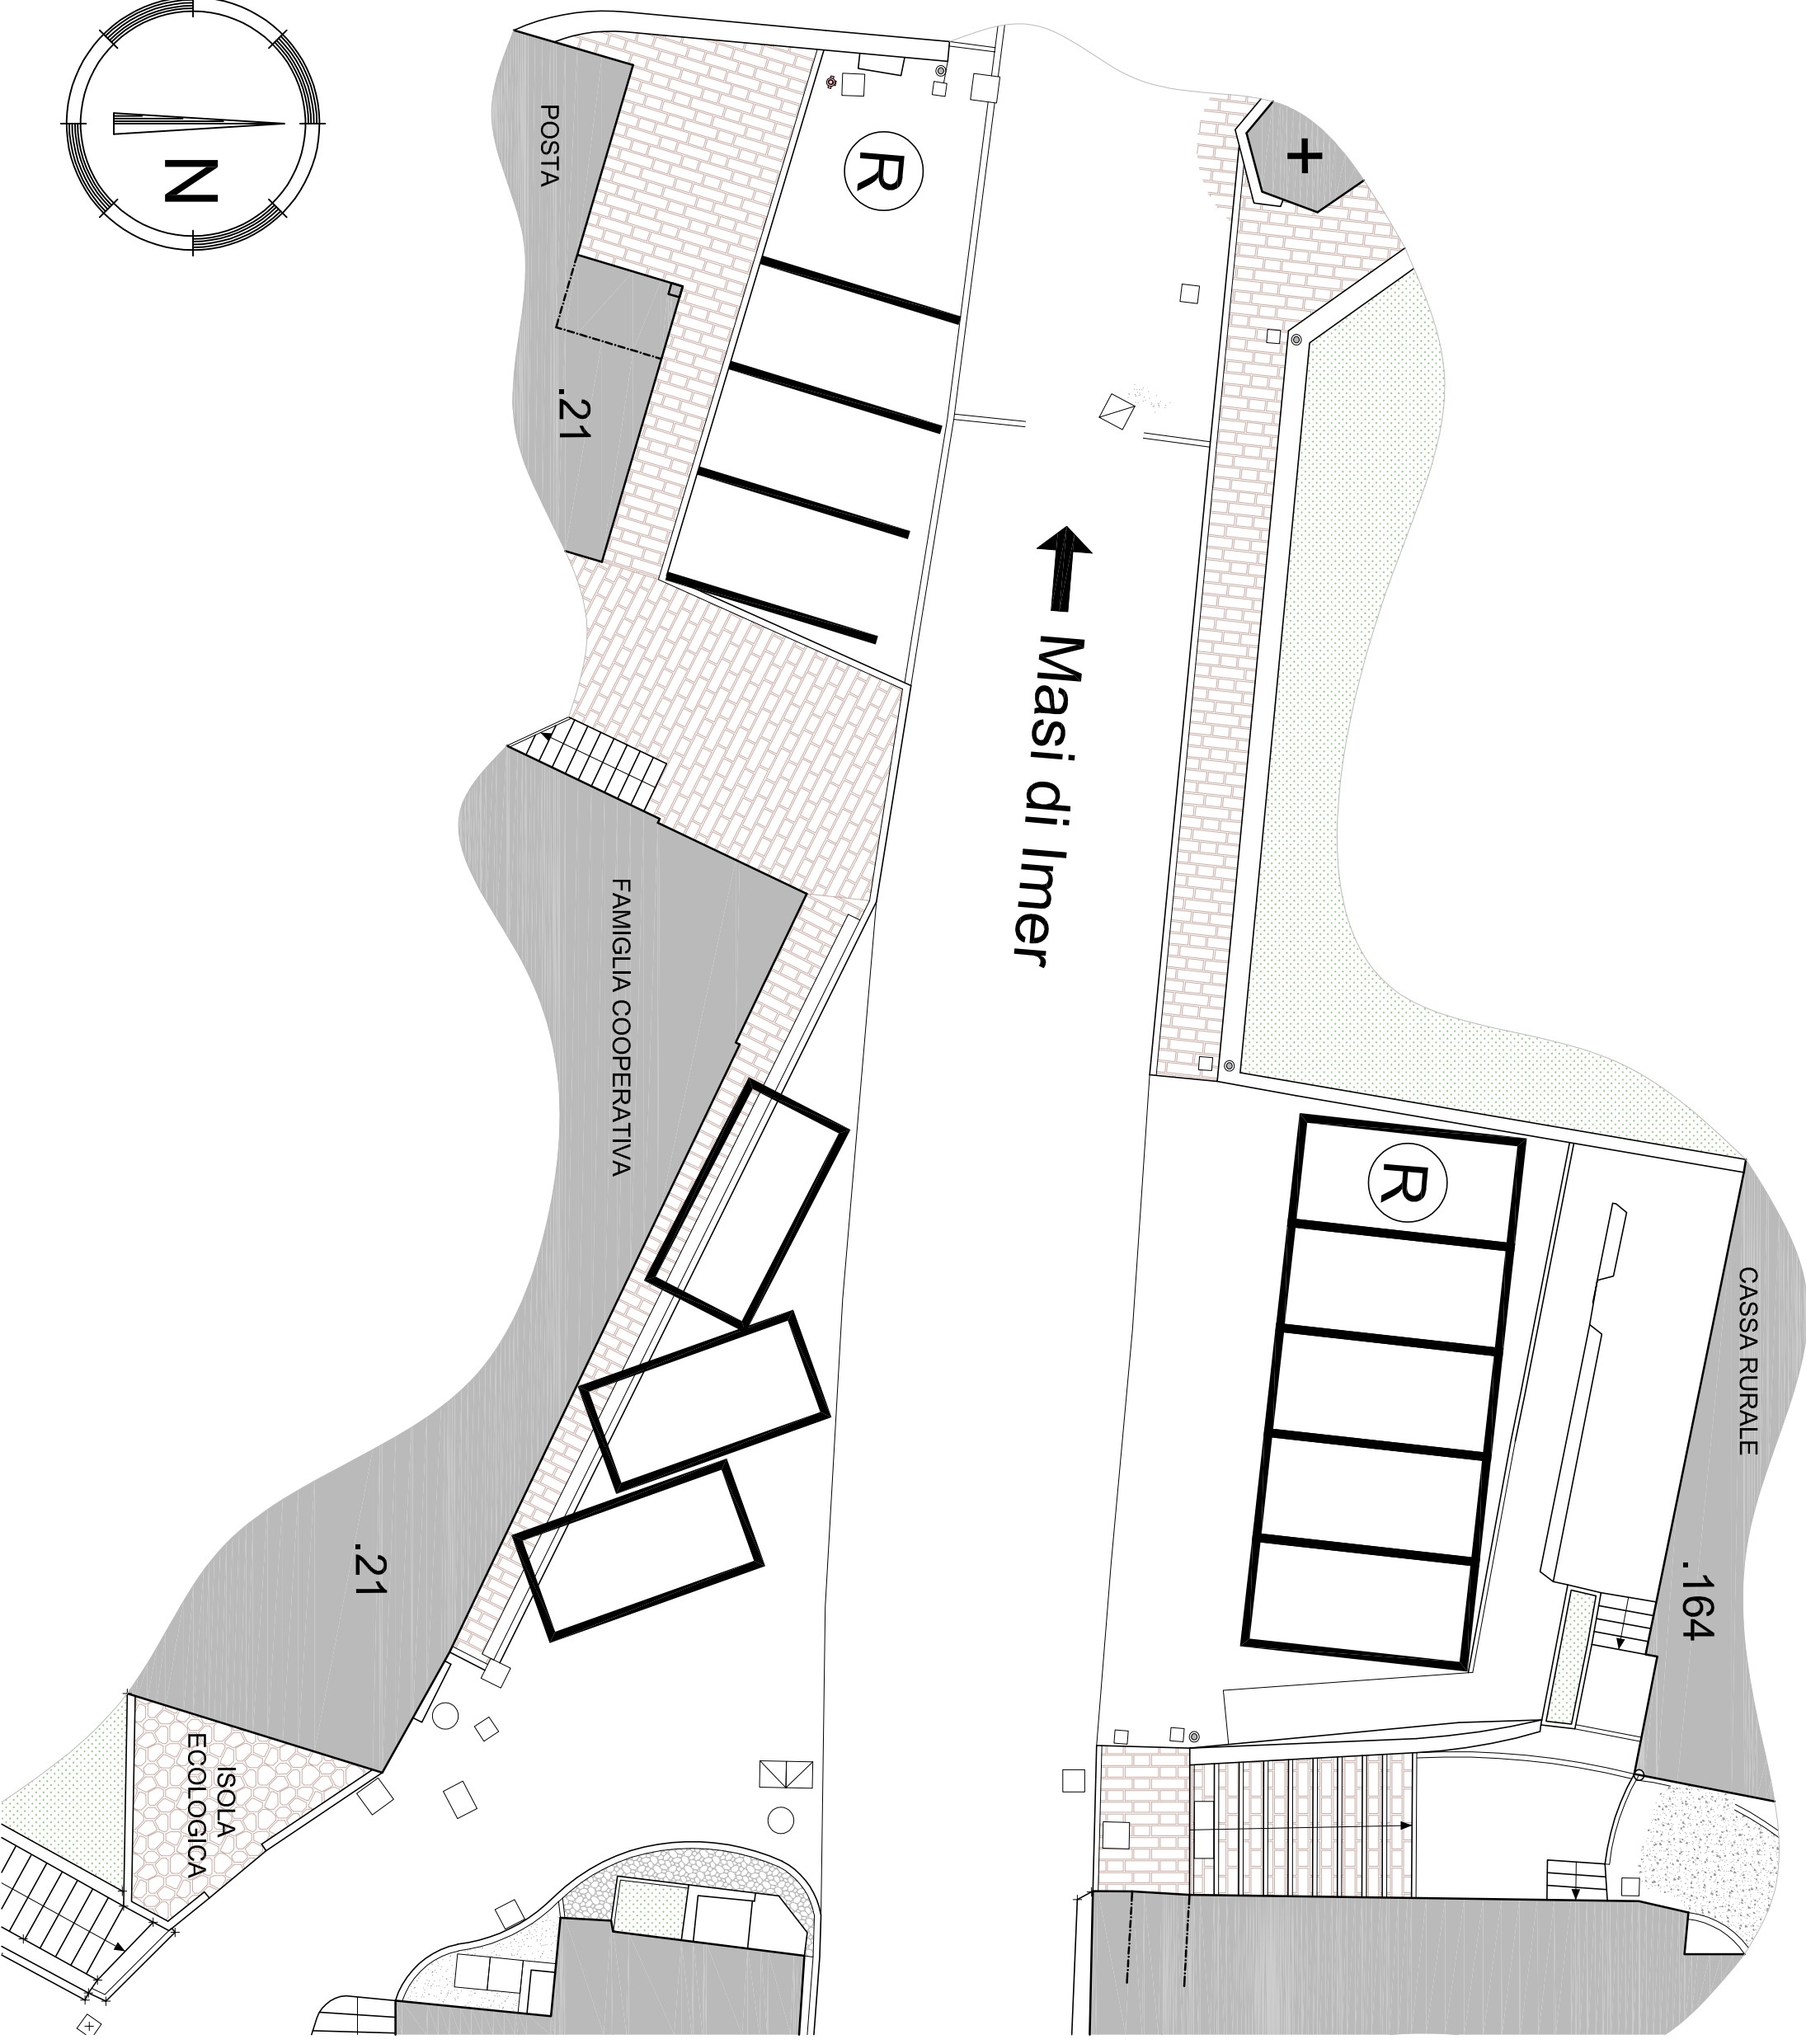 N
POSTA
R
+
.21
Masi di Imer
FAMIGLIA COOPERATIVA
R
CASSA RURALE
.164
.21
ISOLA
ECOLOGICA